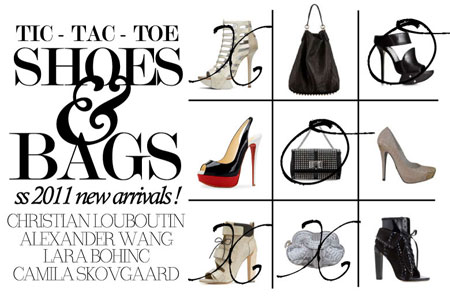 TIC - TAC - TOE
SHOES
&
BAGS
ss 2011 new arrivals !
CHRISTIAN LOUBOUTIN
ALEXANDER WANG
LARA BOHINC
CAMILA SKOVGAARD
X
O
O
X
X